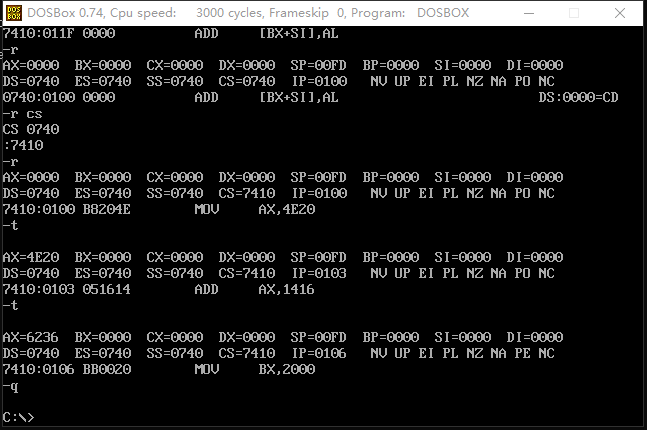 DOSBox 0.74, Cpu speed: 3000 cycles, Frameskip 0, Program: DOSBOX
7410:011F 0000 ADD [BX+SI],AL
-r
AX=0000 BX=0000 CX=0000 DX=0000 SP=00FD BP=0000 SI=0000 DI=0000
DS=0740 ES=0740 SS=0740 CS=0740 IP=0100 NV UP EI PL NZ NA PO NC
0740:0100 0000 ADD [BX+SI],AL DS:0000=CD
-r cs
CS 0740
:7410
-r
AX=0000 BX=0000 CX=0000 DX=0000 SP=00FD BP=0000 SI=0000 DI=0000
DS=0740 ES=0740 SS=0740 CS=7410 IP=0100 NV UP EI PL NZ NA PO NC
7410:0100 B8204E MOV AX,4E20
-t
AX=4E20 BX=0000 CX=0000 DX=0000 SP=00FD BP=0000 SI=0000 DI=0000
DS=0740 ES=0740 SS=0740 CS=7410 IP=0103 NV UP EI PL NZ NA PO NC
7410:0103 051614 ADD AX,1416
-t
AX=6236 BX=0000 CX=0000 DX=0000 SP=00FD BP=0000 SI=0000 DI=0000
DS=0740 ES=0740 SS=0740 CS=7410 IP=0106 NV UP EI PL NZ NA PE NC
7410:0106 BB0020 MOV BX,2000
-q
C:\>